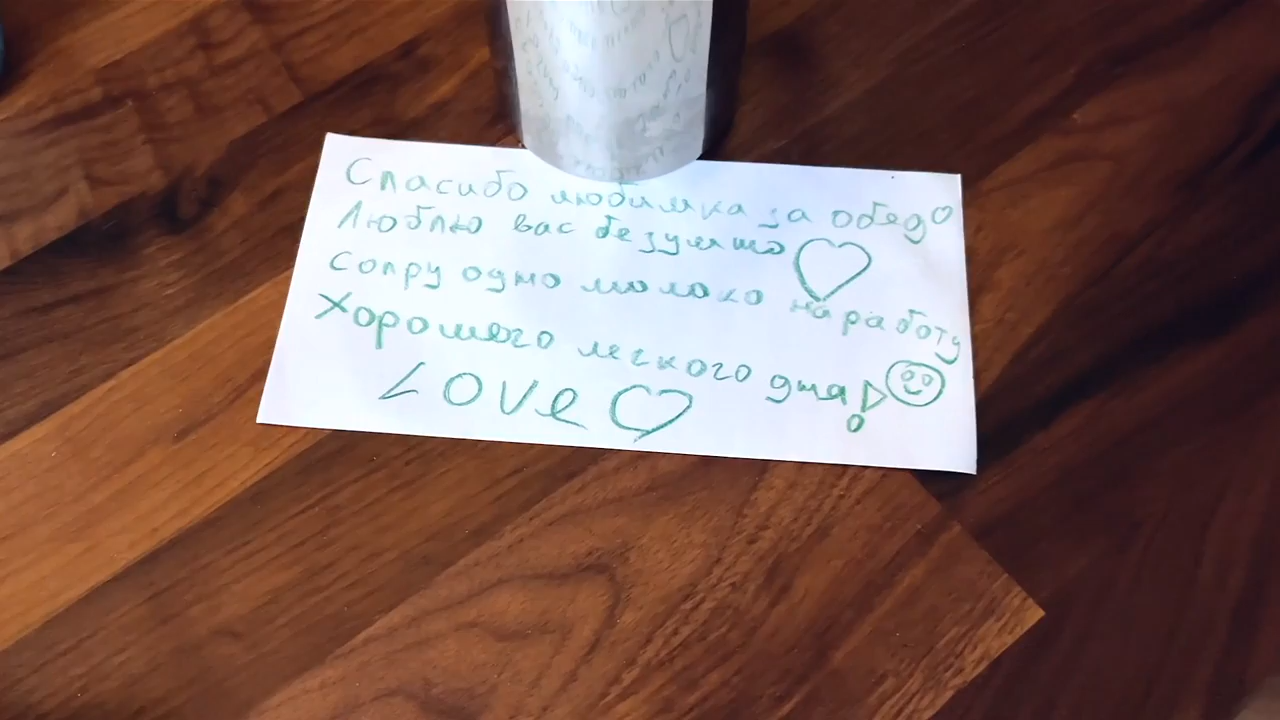 Спасибо любимка за обед♡
Люблю вас безумно ♡
сопру одно молоко на работу
Хорошего легкого дня! ☺
LOVE ♡